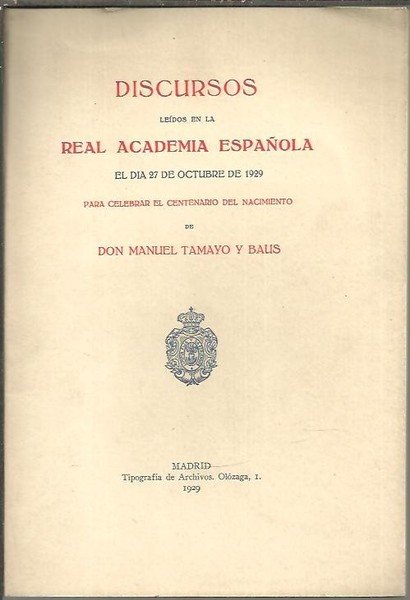 DISCURSOS
LEÍDOS EN LA
REAL ACADEMIA ESPAÑOLA
EL DIA 27 DE OCTUBRE DE 1929
PARA CELEBRAR EL CENTENARIO DEL NACIMIENTO
DE
DON MANUEL TAMAYO Y BAUS
MADRID
Tipografía de Archivos. Olózaga, 1.
1929